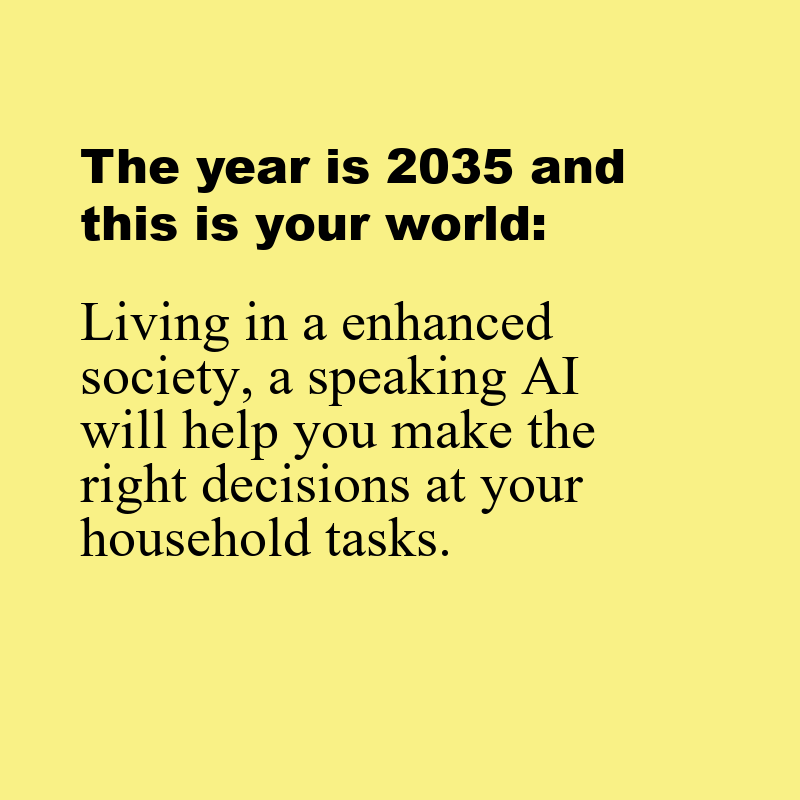 The year is 2035 and
this is your world:
Living in a enhanced
society, a speaking AI
will help you make the
right decisions at your
household tasks.